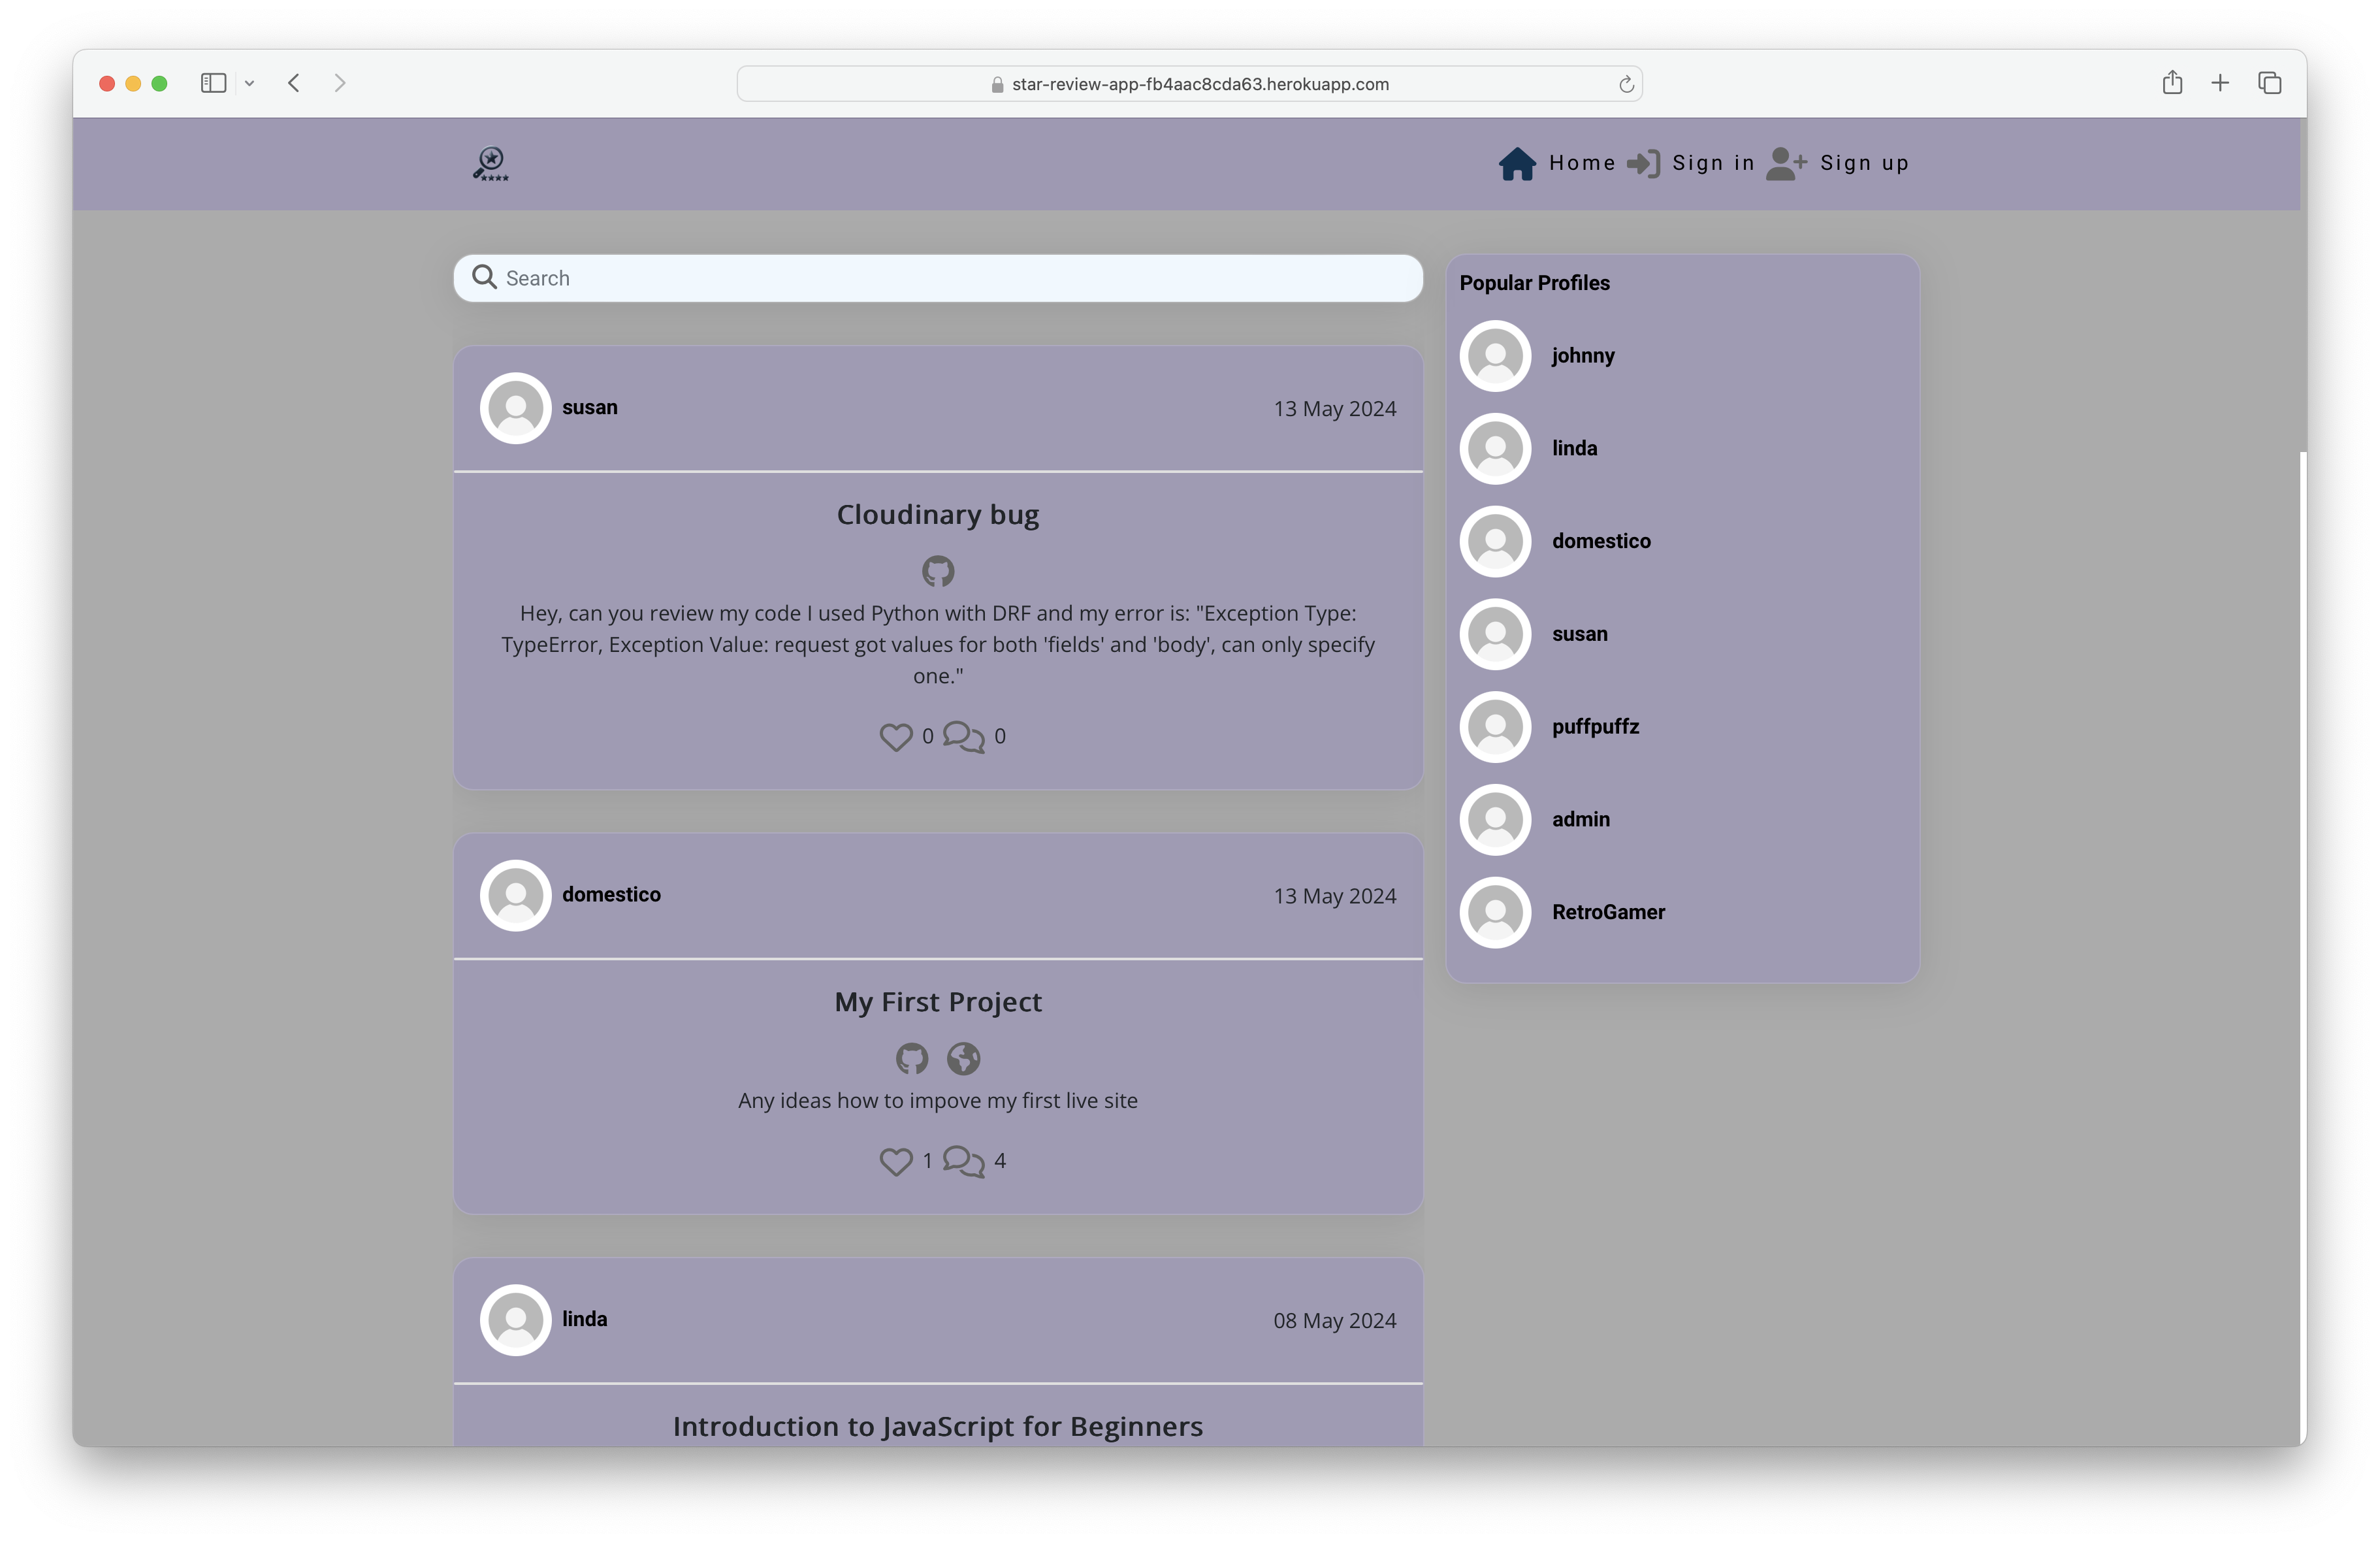 star-review-app-fb4aac8cda63.herokuapp.com
Home Sign in Sign up
Search
susan
13 May 2024
Cloudinary bug
Hey, can you review my code I used Python with DRF and my error is: "Exception Type:
TypeError, Exception Value: request got values for both 'fields' and 'body', can only specify
one."
0 0
domestico
13 May 2024
My First Project
Any ideas how to impove my first live site
1 4
linda
08 May 2024
Introduction to JavaScript for Beginners
Popular Profiles
johnny
linda
domestico
susan
puffpuffz
admin
RetroGamer